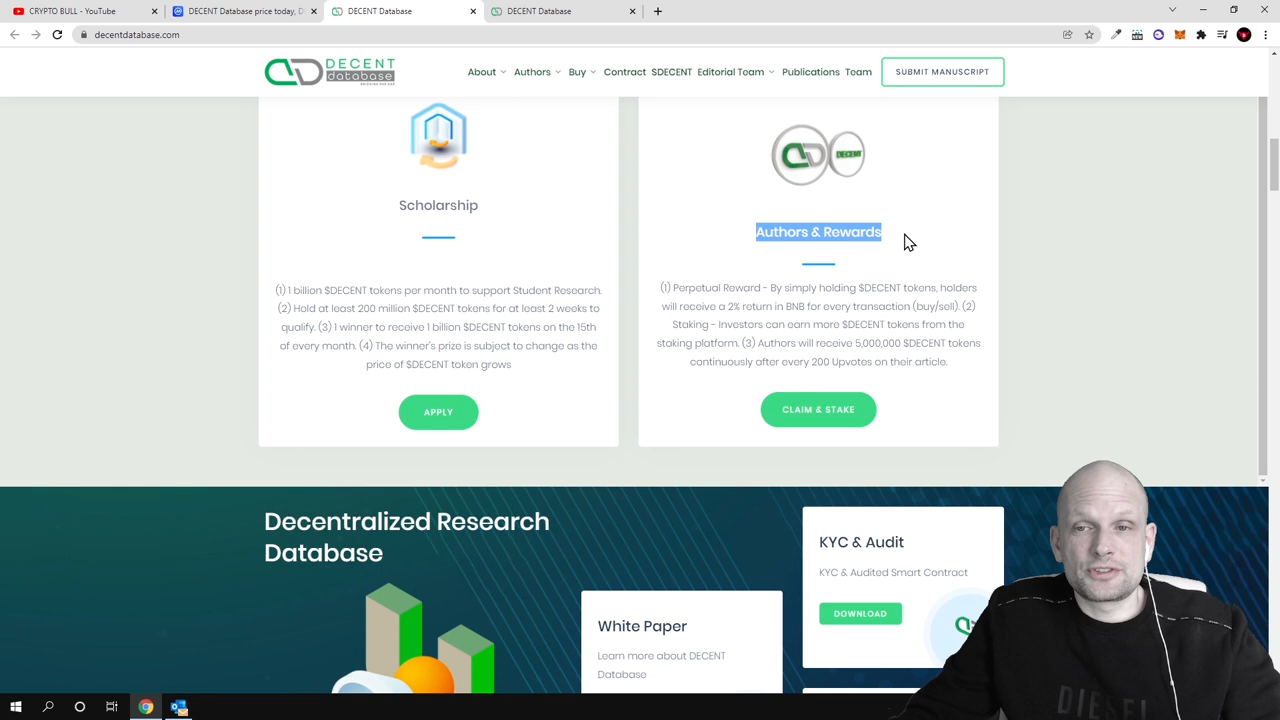 CRYPTO BULL - YouTube
DECENT Database price today, D
DECENT Database
DECENT Database
decentdatabase.com
DECENT
database
About
Authors
Buy
Contract
SDECENT
Editorial Team
Publications
Team
SUBMIT MANUSCRIPT
Scholarship
(1) 1 billion $DECENT tokens per month to support Student Research.
(2) Hold at least 200 million $DECENT tokens for at least 2 weeks to
qualify. (3) 1 winner to receive 1 billion $DECENT tokens on the 15th
of every month. (4) The winner's prize is subject to change as the
price of $DECENT token grows
APPLY
DECENT
Authors & Rewards
(1) Perpetual Reward - By simply holding $DECENT tokens, holders
will receive a 2% return in BNB for every transaction (buy/sell). (2)
Staking - Investors can earn more $DECENT tokens from the
staking platform. (3) Authors will receive 5,000,000 $DECENT tokens
continuously after every 200 Upvotes on their article.
CLAIM & STAKE
Decentralized Research
Database
White Paper
Learn more about DECENT
Database
KYC & Audit
KYC & Audited Smart Contract
DOWNLOAD
DIESEL